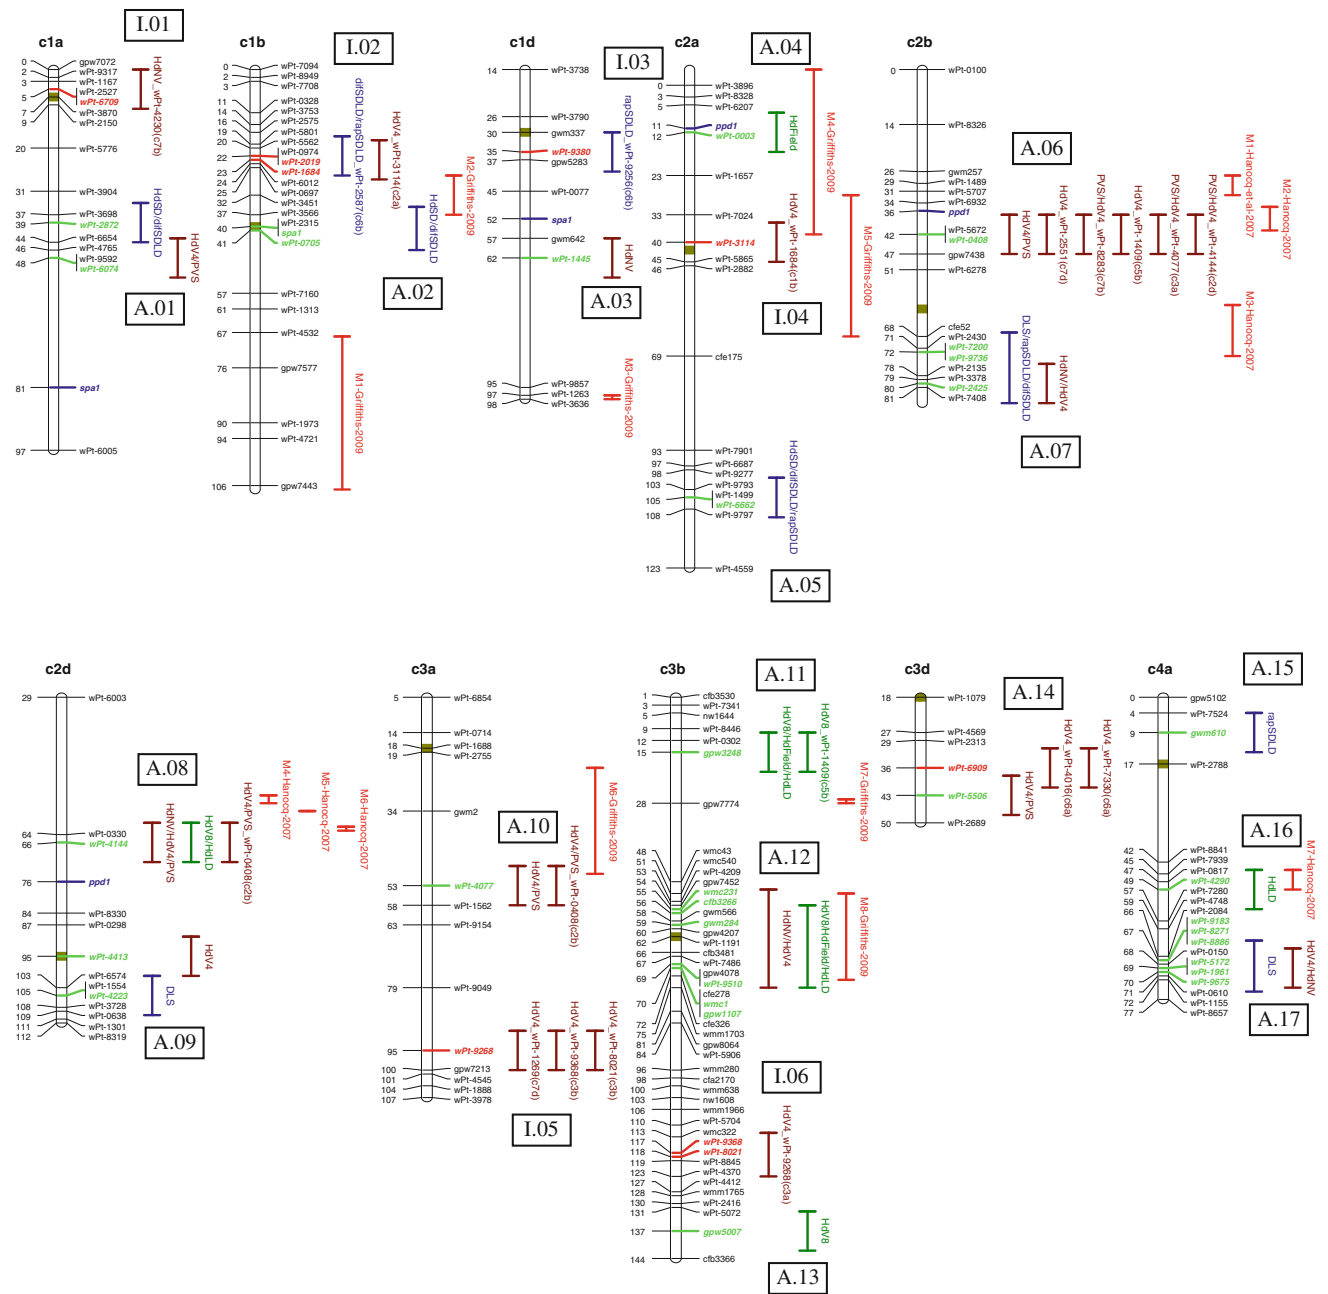 I.01
c1a
0 gpw7072
2 wPt-9317
3 wPt-1167
wPt-2527
5 wPt-6709
7 wPt-3870
9 wPt-2150
20 wPt-5776
31 wPt-3904
37 wPt-3698
39 wPt-2872
44 wPt-6654
46 wPt-4765
48 wPt-9592
wPt-6074
81 spa1
97 wPt-6005
HdNV_wPt-4230(c7b)
HdSD/difSDLD
HdV4/PVS
A.01
I.02
c1b
0 wPt-7094
2 wPt-8949
3 wPt-7708
11 wPt-0328
14 wPt-3753
16 wPt-2575
19 wPt-5801
20 wPt-5562
22 wPt-0974
wPt-2019
23 wPt-1684
24 wPt-6012
25 wPt-0697
32 wPt-3451
37 wPt-3566
40 wPt-2315
spa1
41 wPt-0705
57 wPt-7160
61 wPt-1313
67 wPt-4532
76 gpw7577
90 wPt-1973
94 wPt-4721
106 gpw7443
difSDLD/rapSDLD_wPt-2587(c6b)
HdV4_wPt-3114(c2a)
HdSD/difSDLD
M2-Griffiths-2009
M1-Griffiths-2009
A.02
I.03
c1d
14 wPt-3738
26 wPt-3790
30 gwm337
35 wPt-9380
37 gpw5283
45 wPt-0077
52 spa1
57 gwm642
62 wPt-1445
95 wPt-9857
97 wPt-1263
98 wPt-3636
rapSDLD_wPt-9256(c6b)
HdNV
A.03
M3-Griffiths-2009
A.04
c2a
0 wPt-3896
3 wPt-8328
5 wPt-6207
11 ppd1
12 wPt-0003
23 wPt-1657
33 wPt-7024
40 wPt-3114
45 wPt-5865
46 wPt-2882
69 cfe175
93 wPt-7901
97 wPt-6687
98 wPt-9277
103 wPt-9793
105 wPt-1499
wPt-6662
108 wPt-9797
123 wPt-4559
HdField
HdV4_wPt-1684(c1b)
M4-Griffiths-2009
M5-Griffiths-2009
I.04
HdSD/difSDLD/rapSDLD
A.05
c2b
0 wPt-0100
14 wPt-8326
26 gwm257
29 wPt-1489
31 wPt-5707
34 wPt-6932
36 ppd1
42 wPt-5672
wPt-0408
47 gpw7438
51 wPt-6278
68 cfe52
71 wPt-2430
72 wPt-7200
wPt-9736
78 wPt-2135
79 wPt-3378
80 wPt-2425
81 wPt-7408
A.06
HdV4/PVS
HdV4_wPt-2551(c7d)
PVS/HdV4_wPt-8283(c7b)
HdV4_wPt-1409(c5b)
PVS/HdV4_wPt-4077(c3a)
PVS/HdV4_wPt-4144(c2d)
M1-Hanocq-et-al-2007
M2-Hanocq-2007
M3-Hanocq-2007
DLS/rapSDLD/difSDLD
HdNV/HdV4
A.07
c2d
29 wPt-6003
64 wPt-0330
66 wPt-4144
76 ppd1
84 wPt-8330
87 wPt-0298
95 wPt-4413
103 wPt-6574
105 wPt-1554
wPt-4223
108 wPt-3728
109 wPt-0638
111 wPt-1301
112 wPt-8319
A.08
HdNV/HdV4/PVS
HdV8/HdLD
HdV4/PVS_wPt-0408(c2b)
M4-Hanocq-2007
M5-Hanocq-2007
M6-Hanocq-2007
HdV4
DLS
A.09
c3a
5 wPt-6854
14 wPt-0714
18 wPt-1688
19 wPt-2755
34 gwm2
53 wPt-4077
58 wPt-1562
63 wPt-9154
79 wPt-9049
95 wPt-9268
100 gpw7213
101 wPt-4545
104 wPt-1888
107 wPt-3978
A.10
HdV4/PVS
HdV4/PVS_wPt-0408(c2b)
M6-Griffiths-2009
HdV4_wPt-1269(c7d)
HdV4_wPt-9368(c3b)
HdV4_wPt-8021(c3b)
I.05
c3b
1 cfb3530
3 wPt-7341
5 nw1644
9 wPt-8446
12 wPt-0302
15 gpw3248
28 gpw7774
48 wmc43
51 wmc540
53 wPt-4209
54 gpw7452
55 wmc231
56 cfb3266
58 gwm566
59 gwm284
60 gpw4207
62 wPt-1191
66 cfb3481
67 wPt-7486
69 gpw4078
wPt-9510
cfe278
70 wmc1
gpw1107
72 cfe326
75 wmm1703
81 gpw8064
84 wPt-5906
96 wmm280
98 cfa2170
100 wmm638
103 nw1608
106 wmm1966
110 wPt-5704
113 wmc322
117 wPt-9368
118 wPt-8021
119 wPt-8845
123 wPt-4370
127 wPt-4412
128 wmm1765
130 wPt-2416
131 wPt-5072
137 gpw5007
144 cfb3366
A.11
HdV8/HdField/HdLD
HdV8_wPt-1409(c5b)
M7-Griffiths-2009
A.12
HdNV/HdV4
HdV8/HdField/HdLD
M8-Griffiths-2009
I.06
HdV4_wPt-9268(c3a)
HdV8
A.13
c3d
18 wPt-1079
27 wPt-4569
29 wPt-2313
36 wPt-6909
43 wPt-5506
50 wPt-2689
A.14
HdV4/PVS
HdV4_wPt-4016(c6a)
HdV4_wPt-7330(c6a)
c4a
0 gpw5102
4 wPt-7524
9 gwm610
17 wPt-2788
42 wPt-8841
45 wPt-7939
47 wPt-0817
49 wPt-4290
57 wPt-7280
59 wPt-4748
66 wPt-2084
wPt-9183
67 wPt-8271
wPt-8886
68 wPt-0150
69 wPt-5172
wPt-1961
70 wPt-9675
71 wPt-0610
72 wPt-1155
77 wPt-8657
A.15
rapSDLD
A.16
HdLD
M7-Hanocq-2007
DLS
HdV4/HdNV
A.17